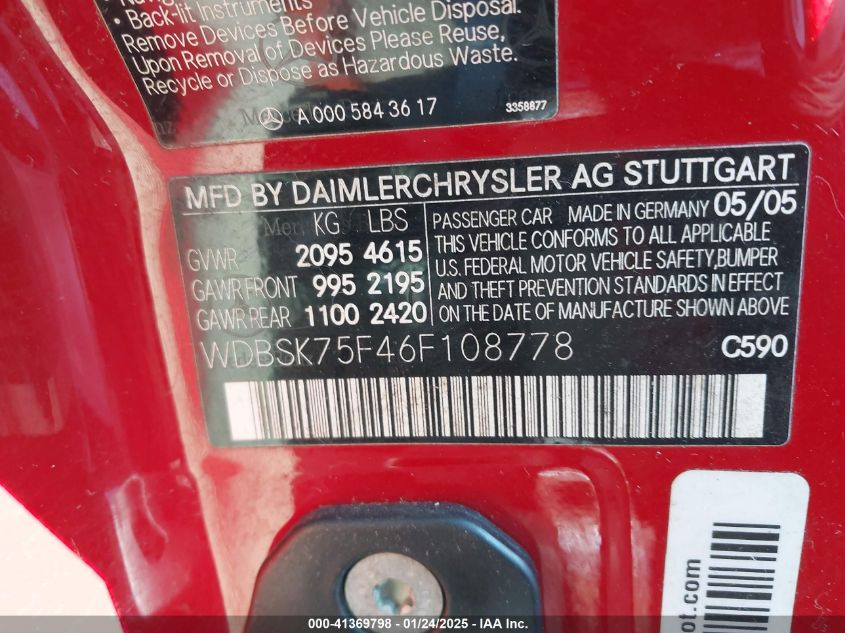 • Back-lit Instruments
Remove Devices Before Vehicle Disposal.
Upon Removal of Devices Please Reuse,
Recycle or Dispose as Hazardous Waste.
A 000 584 36 17
3358877
MFD BY DAIMLERCHRYSLER AG STUTTGART
KG LBS
PASSENGER CAR MADE IN GERMANY 05/05
GVWR 2095 4615
THIS VEHICLE CONFORMS TO ALL APPLICABLE
U.S. FEDERAL MOTOR VEHICLE SAFETY, BUMPER
GAWR FRONT 995 2195
AND THEFT PREVENTION STANDARDS IN EFFECT
GAWR REAR 1100 2420
ON THE DATE OF MANUFACTURE SHOWN ABOVE
WDBSK75F46F108778
C590
ot.com
000-41369798 - 01/24/2025 - IAA Inc.